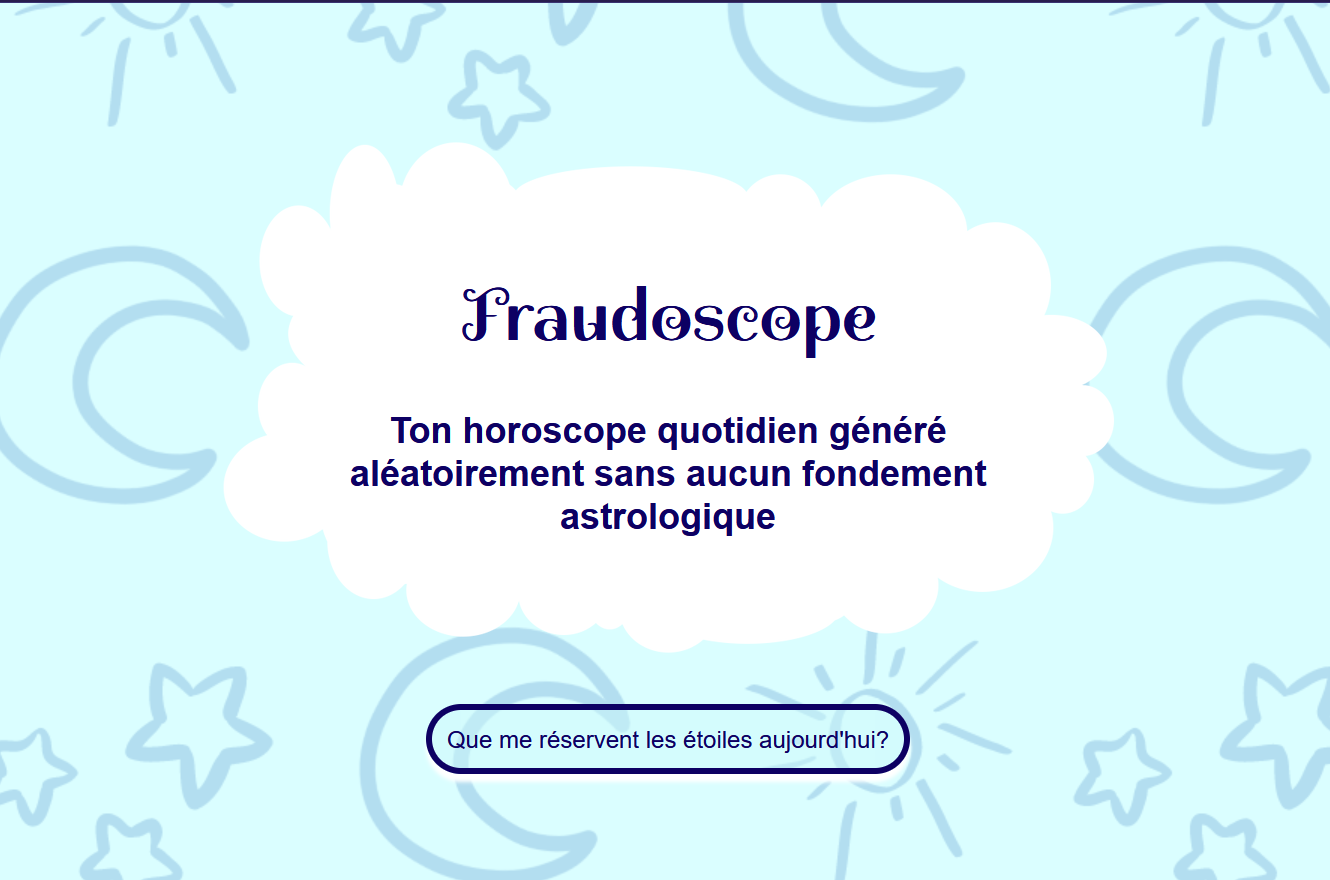 Fraudoscope
Ton horoscope quotidien généré
aléatoirement sans aucun fondement
astrologique
Que me réservent les étoiles aujourd'hui?